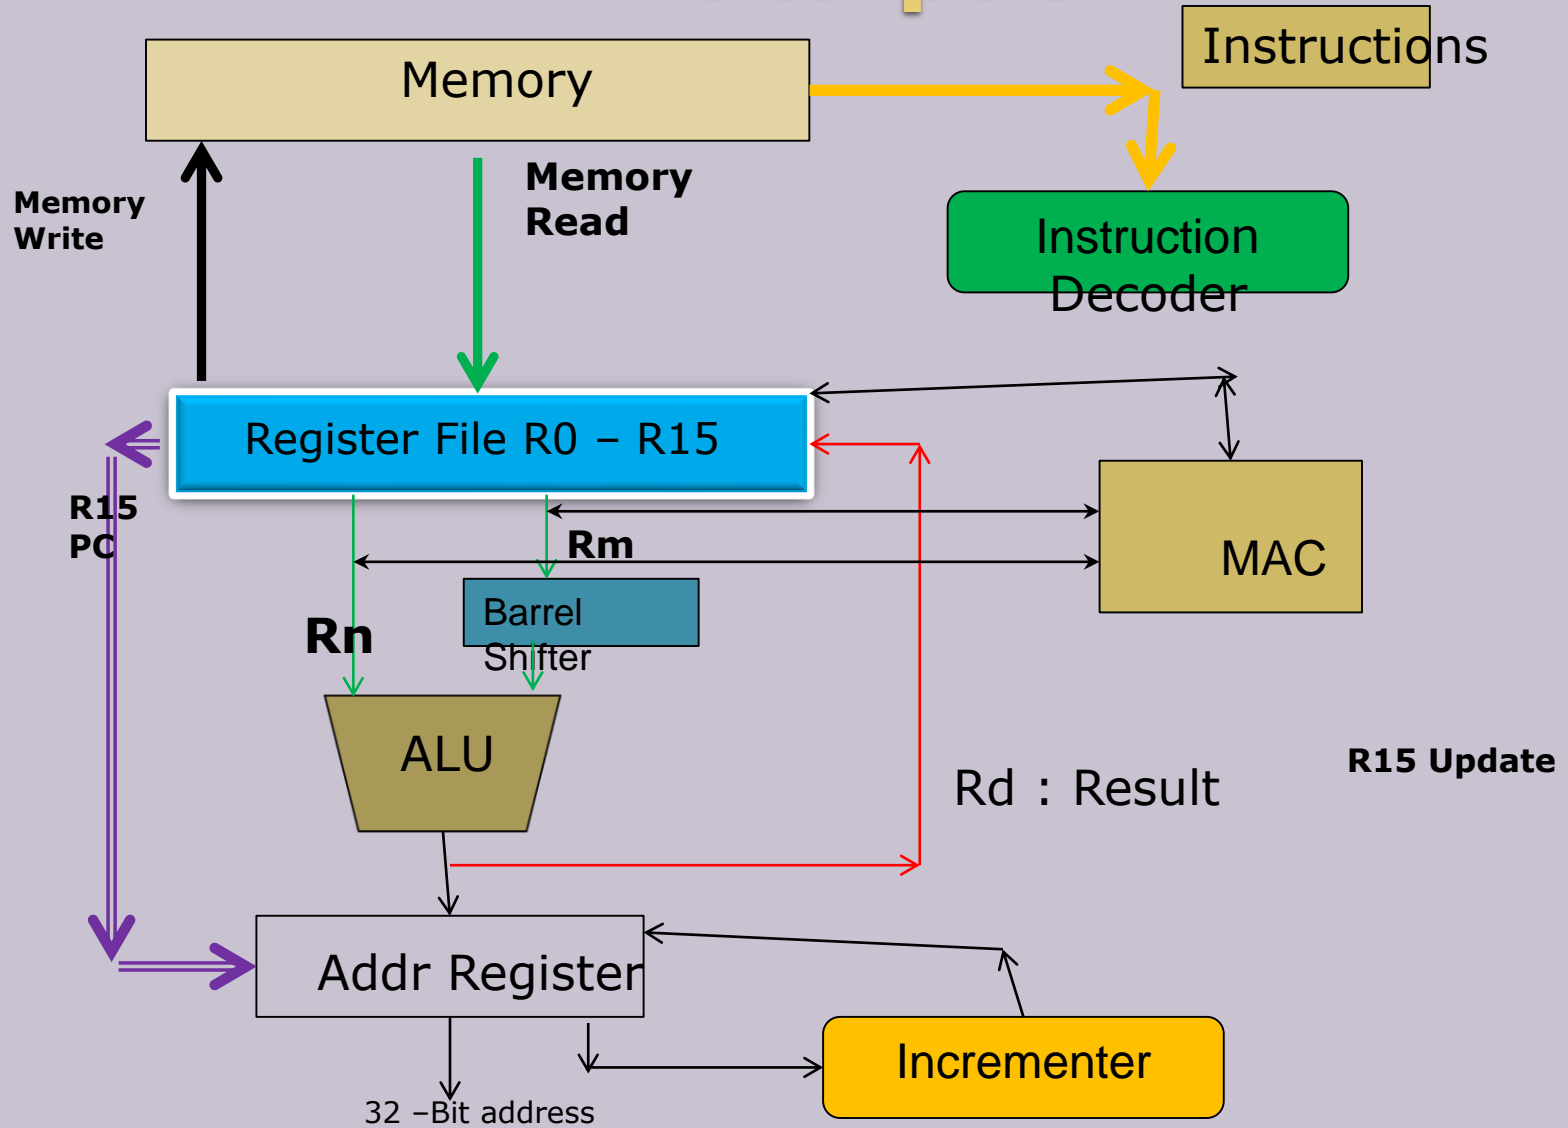 Instructions
Memory
Memory
Read
Memory
Write
Instruction
Decoder
Register File R0 – R15
R15
PC
Rm
MAC
Barrel
Shifter
Rn
ALU
Rd : Result
R15 Update
Addr Register
Incrementer
32 –Bit address